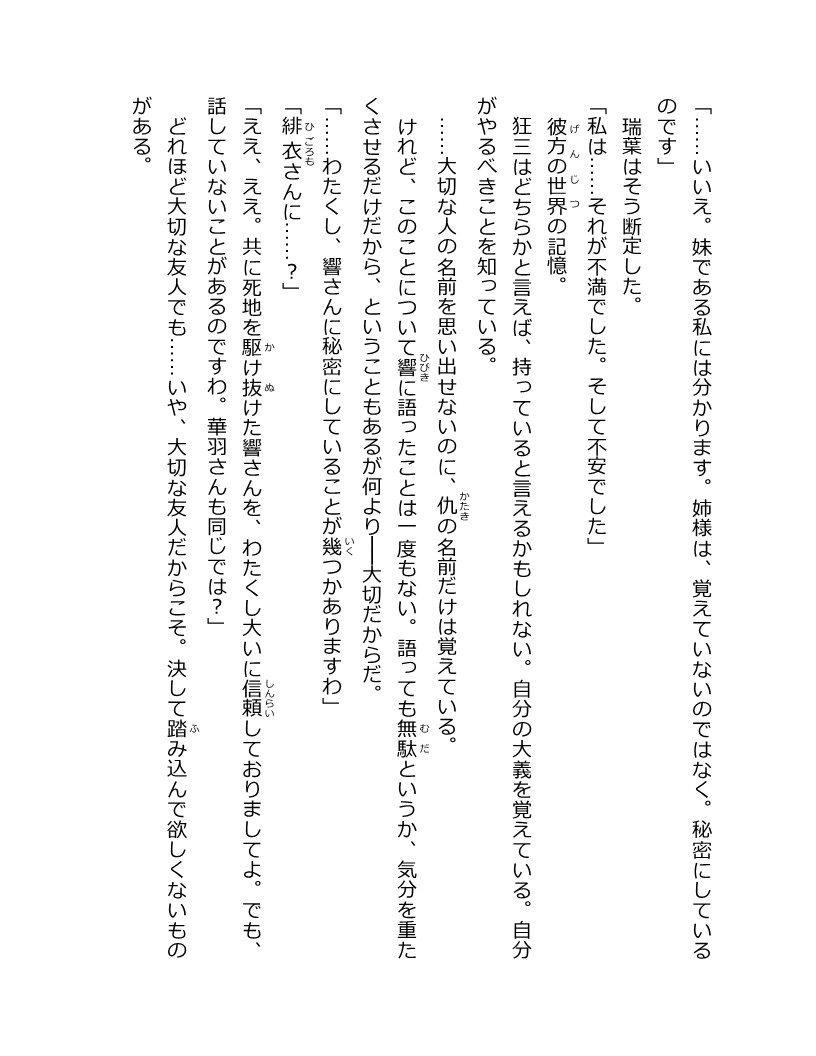 「……いいえ。妹である私には分かります。姉様は、覚えていないのではなく。秘密にしている
のです」
瑞葉はそう断定した。
「私は……それが不満でした。そして不安でした」
彼方の世界の記憶。
狂三はどちらかと言えば、持っていると言えるかもしれない。自分の大義を覚えている。自分
がやるべきことを知っている。
……大切な人の名前を思い出せないのに、仇の名前だけは覚えている。
けれど、このことについて響に語ったことは一度もない。語っても無駄というか、気分を重た
くさせるだけだから、ということもあるが何より――大切だからだ。
「……わたくし、響さんに秘密にしていることが幾つかありますわ」
「緋衣さんに……？」
「ええ、ええ。共に死地を駆け抜けた響さんを、わたくし大いに信頼しておりましてよ。でも、
話していないことがあるのですわ。華羽さんも同じでは？」
どれほど大切な友人でも……いや、大切な友人だからこそ。決して踏み込んで欲しくないもの
がある。